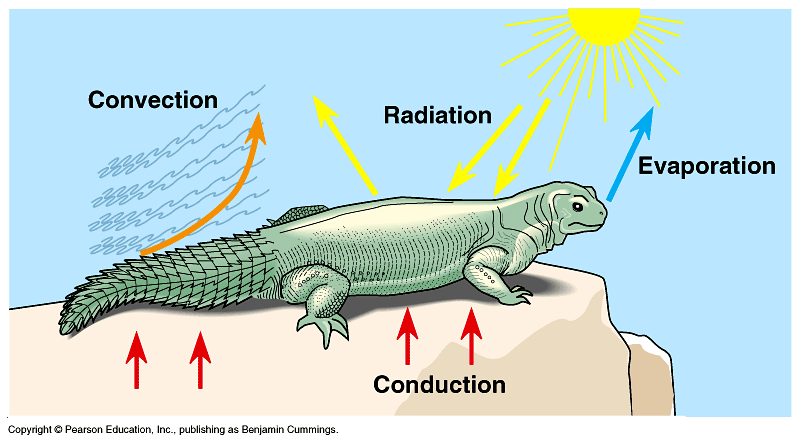 Convection
Radiation
Evaporation
Conduction
Copyright © Pearson Education, Inc., publishing as Benjamin Cummings.